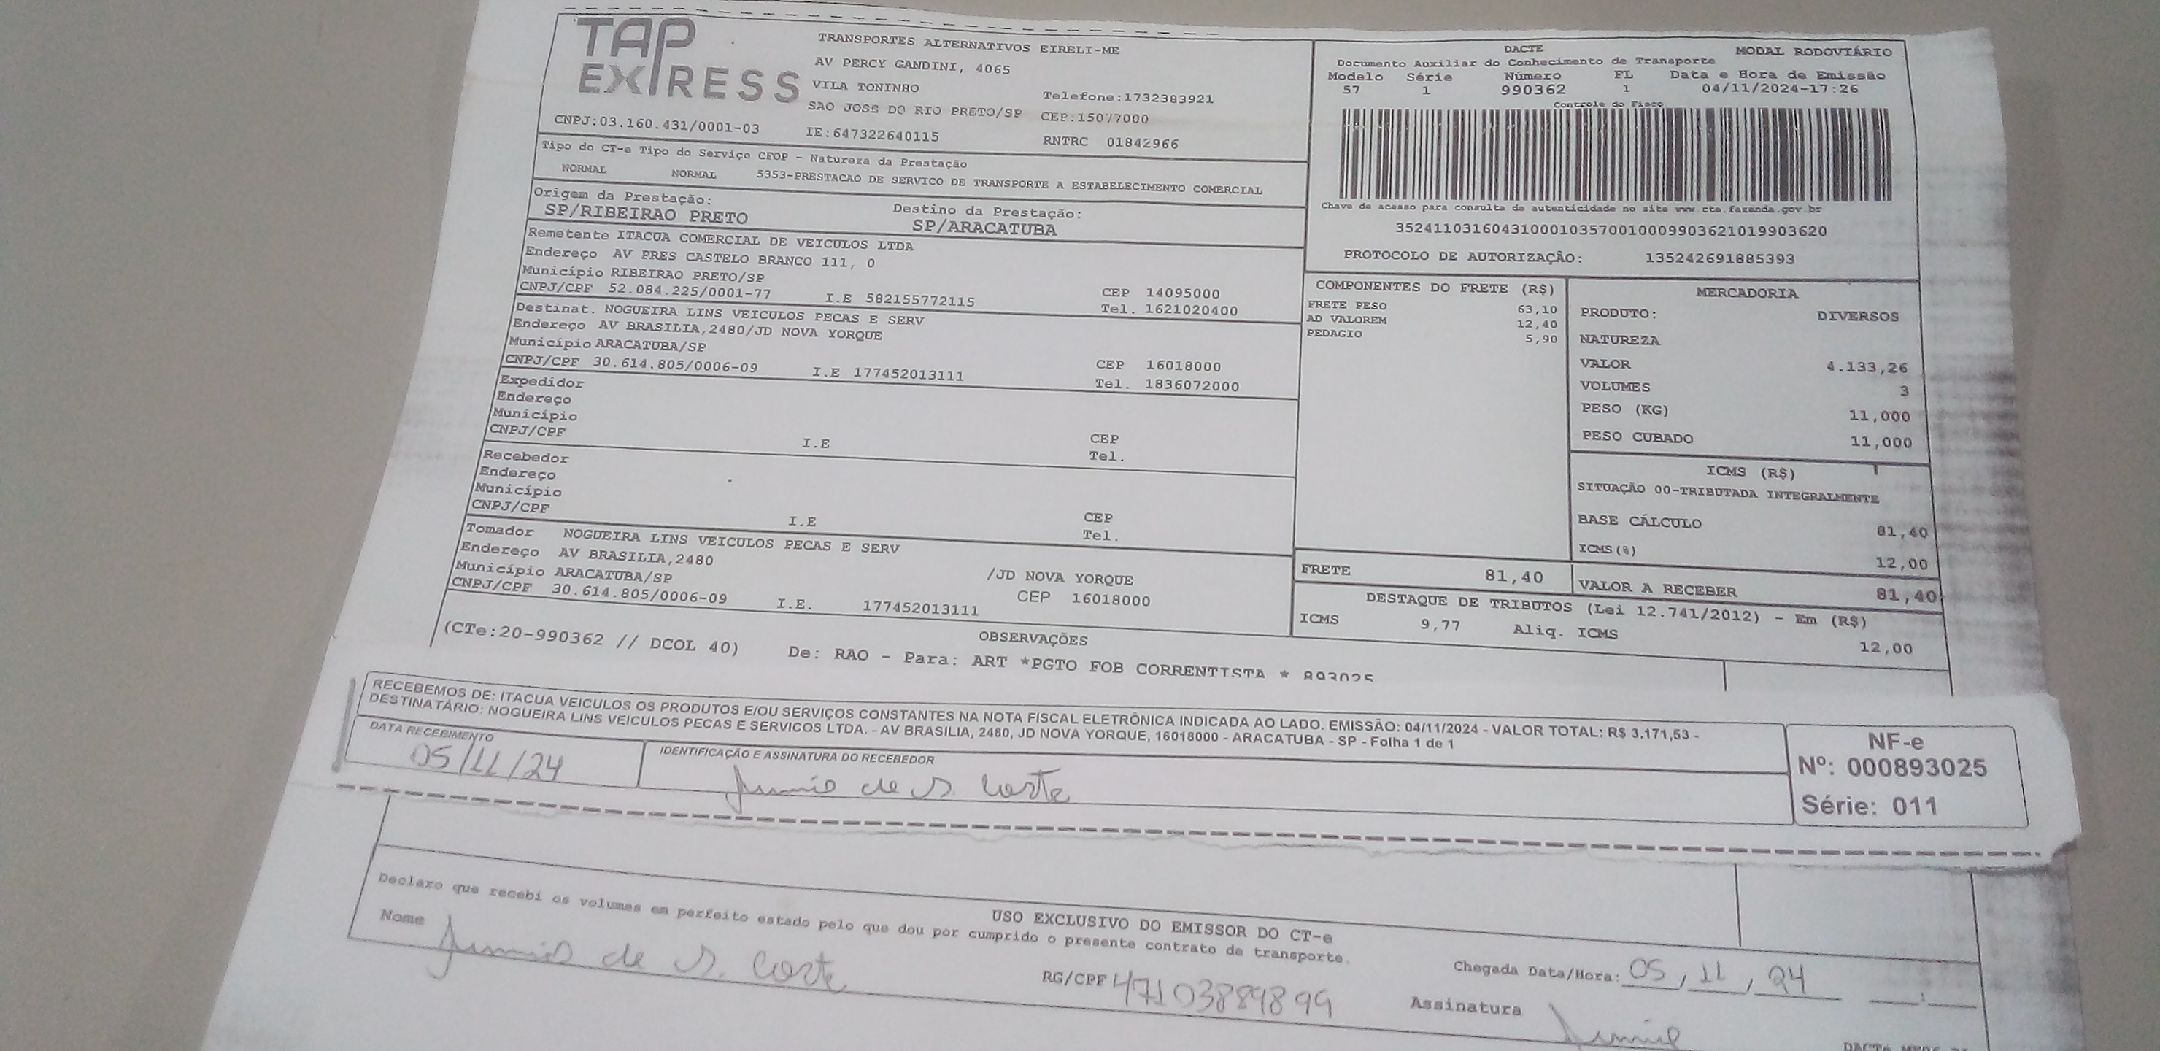 TAP
EXPRESS
TRANSPORTES ALTERNATIVOS EIRELI-ME
AV PERCY GANDINI, 4065
VILA TONINHO
Telefone:1732383921
SAO JOSS DO RIO PRETO/SP CEP:15077000
CNPJ:03.160.431/0001-03 IE:647322640115 RNTRC 01842966
DACTE MODAL RODOVIÁRIO
Documento Auxiliar do Conhecimento de Transporte
Modelo Série Número FL Data e Hora de Emissão
57 1 990362 1 04/11/2024-17:26
Controle do Fisco
Chave de acesso para consulta de autenticidade no site www.cte.fazenda.gov.br
35241103160431000103570010009903621019903620
PROTOCOLO DE AUTORIZAÇÃO: 135242691885393
Tipo do CT-e Tipo do Serviço CFOP - Natureza da Prestação
NORMAL NORMAL 5353-PRESTACAO DE SERVICO DE TRANSPORTE A ESTABELECIMENTO COMERCIAL
Origem da Prestação: Destino da Prestação:
SP/RIBEIRAO PRETO SP/ARACATUBA
Remetente ITACUA COMERCIAL DE VEICULOS LTDA
Endereço AV PRES CASTELO BRANCO 111, 0
Município RIBEIRAO PRETO/SP CEP 14095000
CNPJ/CPF 52.084.225/0001-77 I.E 582155772115 Tel. 1621020400
Destinat. NOGUEIRA LINS VEICULOS PECAS E SERV
Endereço AV BRASILIA,2480/JD NOVA YORQUE
Município ARACATUBA/SP CEP 16018000
CNPJ/CPF 30.614.805/0006-09 I.E 177452013111 Tel. 1836072000
Expedidor
Endereço
Município CEP
CNPJ/CPF I.E Tel.
Recebedor
Endereço
Município CEP
CNPJ/CPF I.E Tel.
Tomador NOGUEIRA LINS VEICULOS PECAS E SERV
Endereço AV BRASILIA,2480 /JD NOVA YORQUE
Município ARACATUBA/SP CEP 16018000
CNPJ/CPF 30.614.805/0006-09 I.E. 177452013111
COMPONENTES DO FRETE (R$)
FRETE PESO 63,10
AD VALOREM 12,40
PEDAGIO 5,90
MERCADORIA
PRODUTO: DIVERSOS
NATUREZA
VALOR 4.133,26
VOLUMES 3
PESO (KG) 11,000
PESO CUBADO 11,000
ICMS (R$)
SITUAÇÃO 00-TRIBUTADA INTEGRALMENTE
BASE CÁLCULO 81,40
ICMS(%) 12,00
FRETE 81,40 VALOR A RECEBER 81,40
DESTAQUE DE TRIBUTOS (Lei 12.741/2012) - Em (R$)
ICMS 9,77 Aliq. ICMS 12,00
OBSERVAÇÕES
(CTe:20-990362 // DCOL 40) De: RAO - Para: ART *PGTO FOB CORRENTISTA * 893025
RECEBEMOS DE: ITACUA VEICULOS OS PRODUTOS E/OU SERVIÇOS CONSTANTES NA NOTA FISCAL ELETRÔNICA INDICADA AO LADO. EMISSÃO: 04/11/2024 - VALOR TOTAL: R$ 3.171,53 -
DESTINATÁRIO: NOGUEIRA LINS VEICULOS PECAS E SERVICOS LTDA. - AV BRASILIA, 2480, JD NOVA YORQUE, 16018000 - ARACATUBA - SP - Folha 1 de 1
DATA RECEBIMENTO IDENTIFICAÇÃO E ASSINATURA DO RECEBEDOR
05/11/24
NF-e
Nº: 000893025
Série: 011
USO EXCLUSIVO DO EMISSOR DO CT-e
Declaro que recebi os volumes em perfeito estado pelo que dou por cumprido o presente contrato de transporte.
Nome RG/CPF 47103889899 Chegada Data/Hora: 05, 11, 24
Assinatura